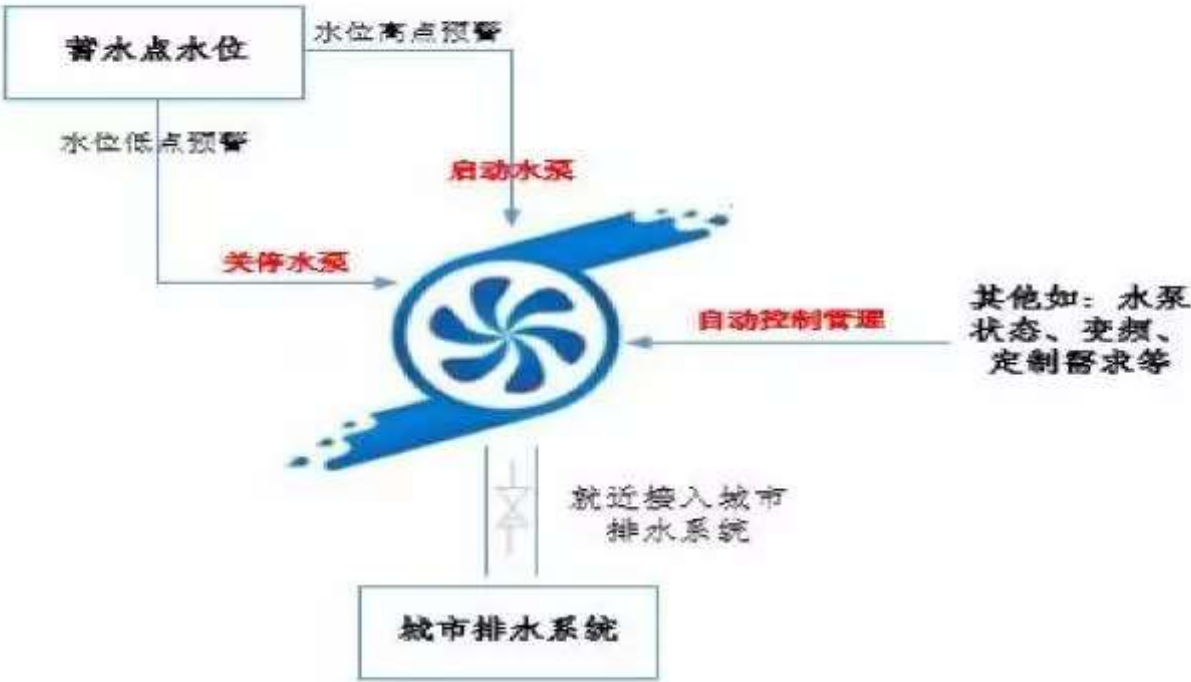 蓄水点水位
水位高点预警
水位低点预警
启动水泵
关停水泵
自动控制管理
其他如：水泵
状态、变频、
定制需求等
就近接入城市
排水系统
城市排水系统